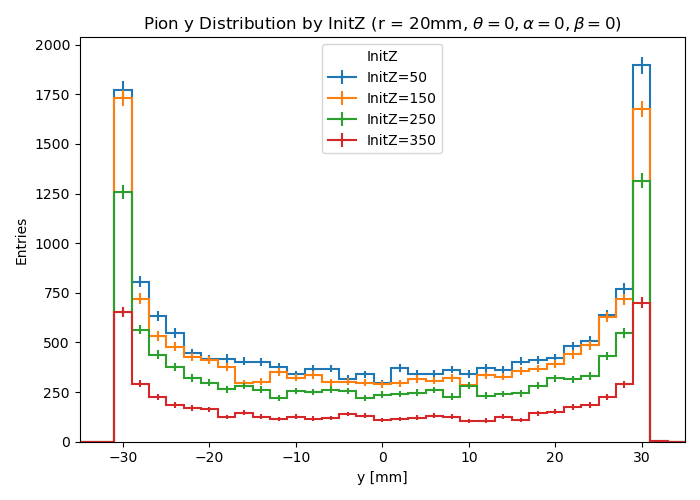 Pion y Distribution by InitZ (r = 20mm, θ = 0, α = 0, β = 0)
InitZ
InitZ=50
InitZ=150
InitZ=250
InitZ=350
Entries
2000
1750
1500
1250
1000
750
500
250
0
−30 −20 −10 0 10 20 30
y [mm]